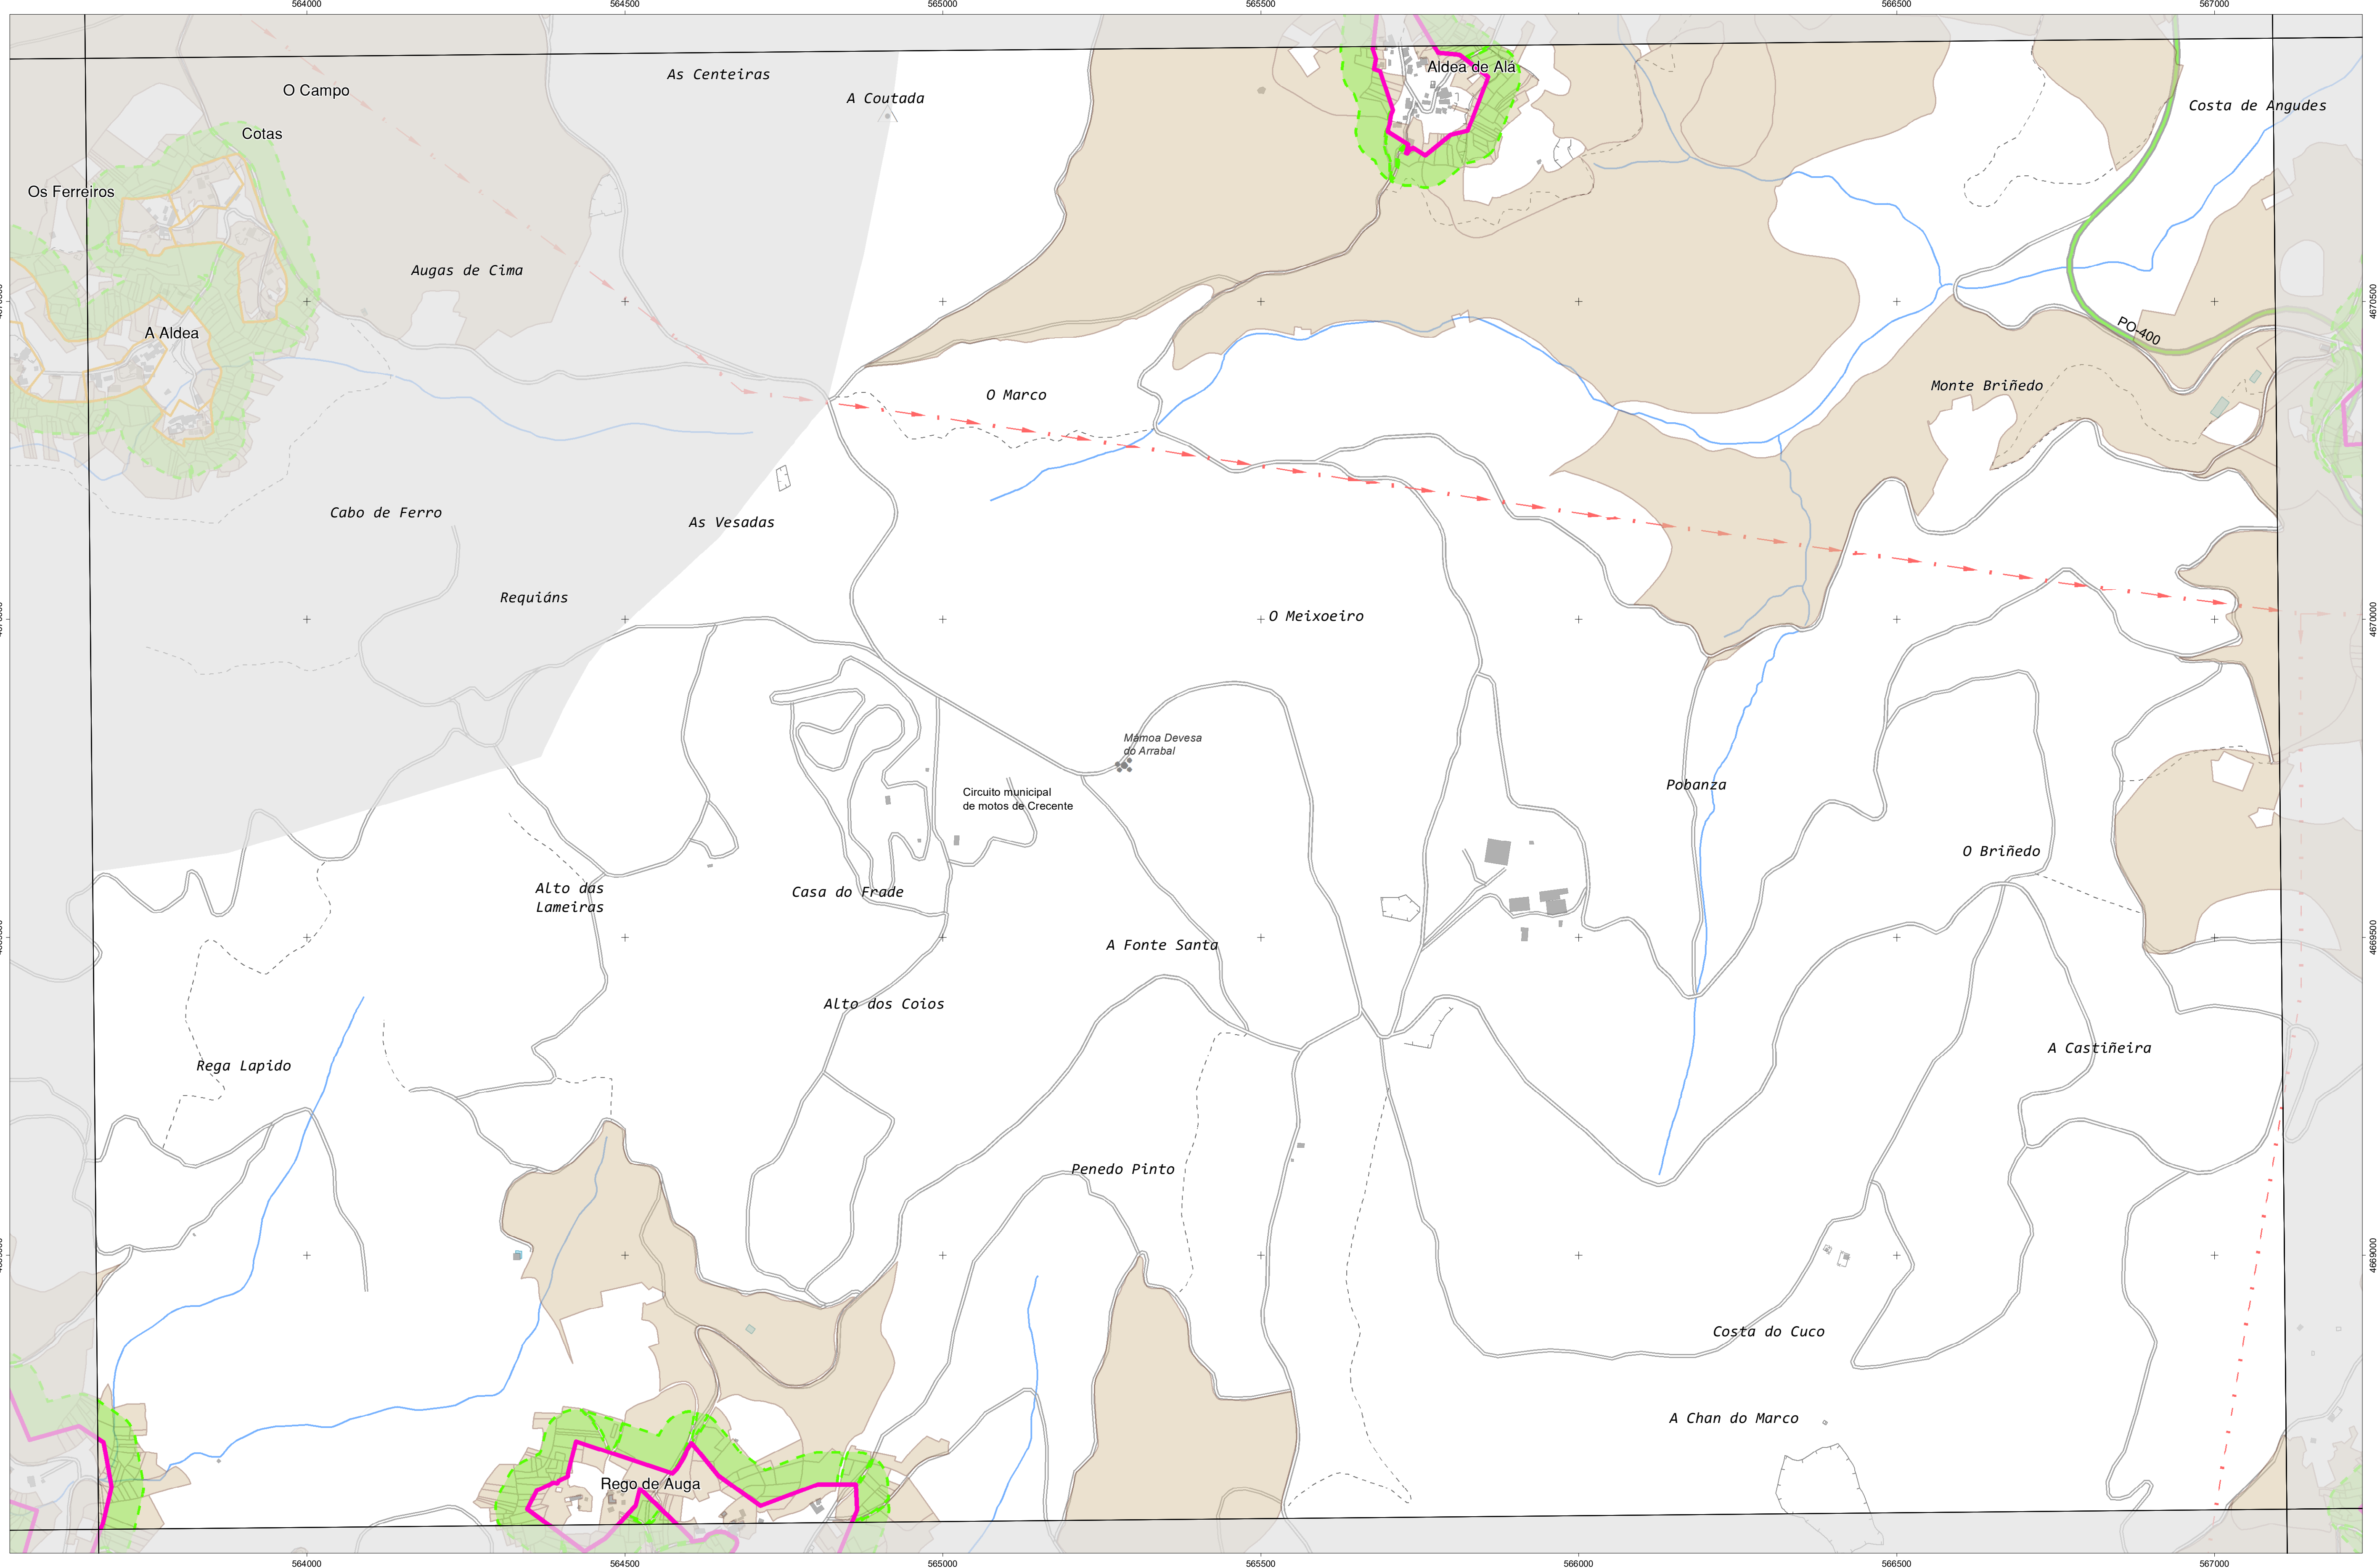 564000 564500 565000 565500 566500 567000
As Centeiras
Aldea de Alá
O Campo
A Coutada
Costa de Angudes
Cotas
Os Ferreiros
Augas de Cima
4670500
PO-400
A Aldea
Monte Briñedo
O Marco
Cabo de Ferro
As Vesadas
Requiáns
O Meixoeiro
4670000
Mámoa Devesa
do Arrabal
Pobanza
Circuito municipal
de motos de Crecente
O Briñedo
Alto das
Lameiras
Casa do Frade
A Fonte Santa
4669500
Alto dos Coios
A Castiñeira
Rega Lapido
Penedo Pinto
4669000
Costa do Cuco
A Chan do Marco
Rego de Auga
564000 564500 565000 565500 566000 566500 567000